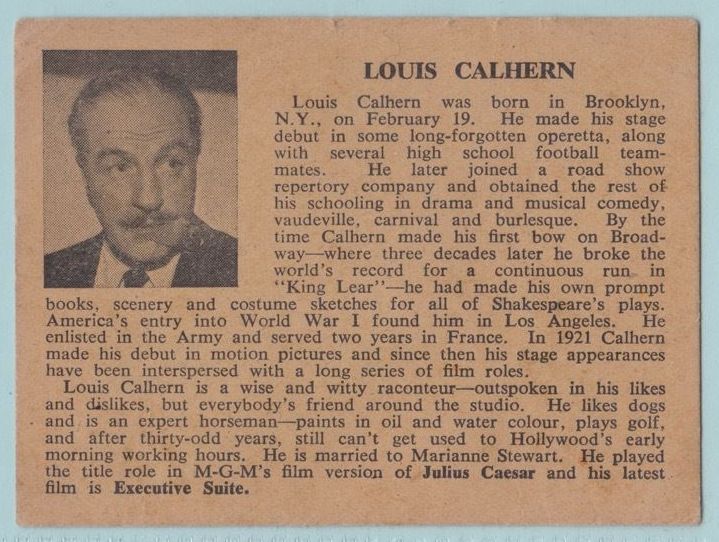 LOUIS CALHERN
Louis Calhern was born in Brooklyn,
N.Y., on February 19. He made his stage
debut in some long-forgotten operetta, along
with several high school football team-
mates. He later joined a road show
repertory company and obtained the rest of
his schooling in drama and musical comedy,
vaudeville, carnival and burlesque. By the
time Calhern made his first bow on Broad-
way—where three decades later he broke the
world's record for a continuous run in
"King Lear"—he had made his own prompt
books, scenery and costume sketches for all of Shakespeare's plays.
America's entry into World War I found him in Los Angeles. He
enlisted in the Army and served two years in France. In 1921 Calhern
made his debut in motion pictures and since then his stage appearances
have been interspersed with a long series of film roles.
Louis Calhern is a wise and witty raconteur—outspoken in his likes
and dislikes, but everybody's friend around the studio. He likes dogs
and is an expert horseman—paints in oil and water colour, plays golf,
and after thirty-odd years, still can't get used to Hollywood's early
morning working hours. He is married to Marianne Stewart. He played
the title role in M-G-M's film version of Julius Caesar and his latest
film is Executive Suite.